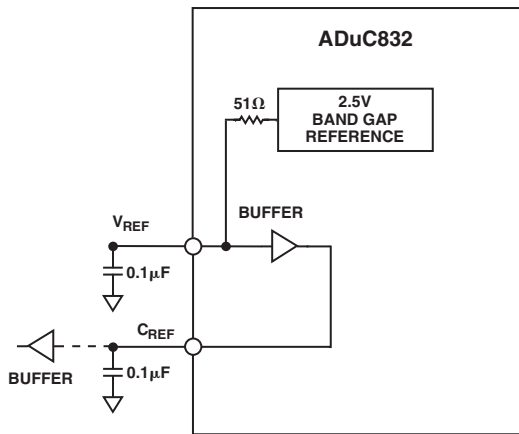 ADuC832
51Ω
2.5V
BAND GAP
REFERENCE
VREF
BUFFER
0.1μF
CREF
BUFFER
0.1μF